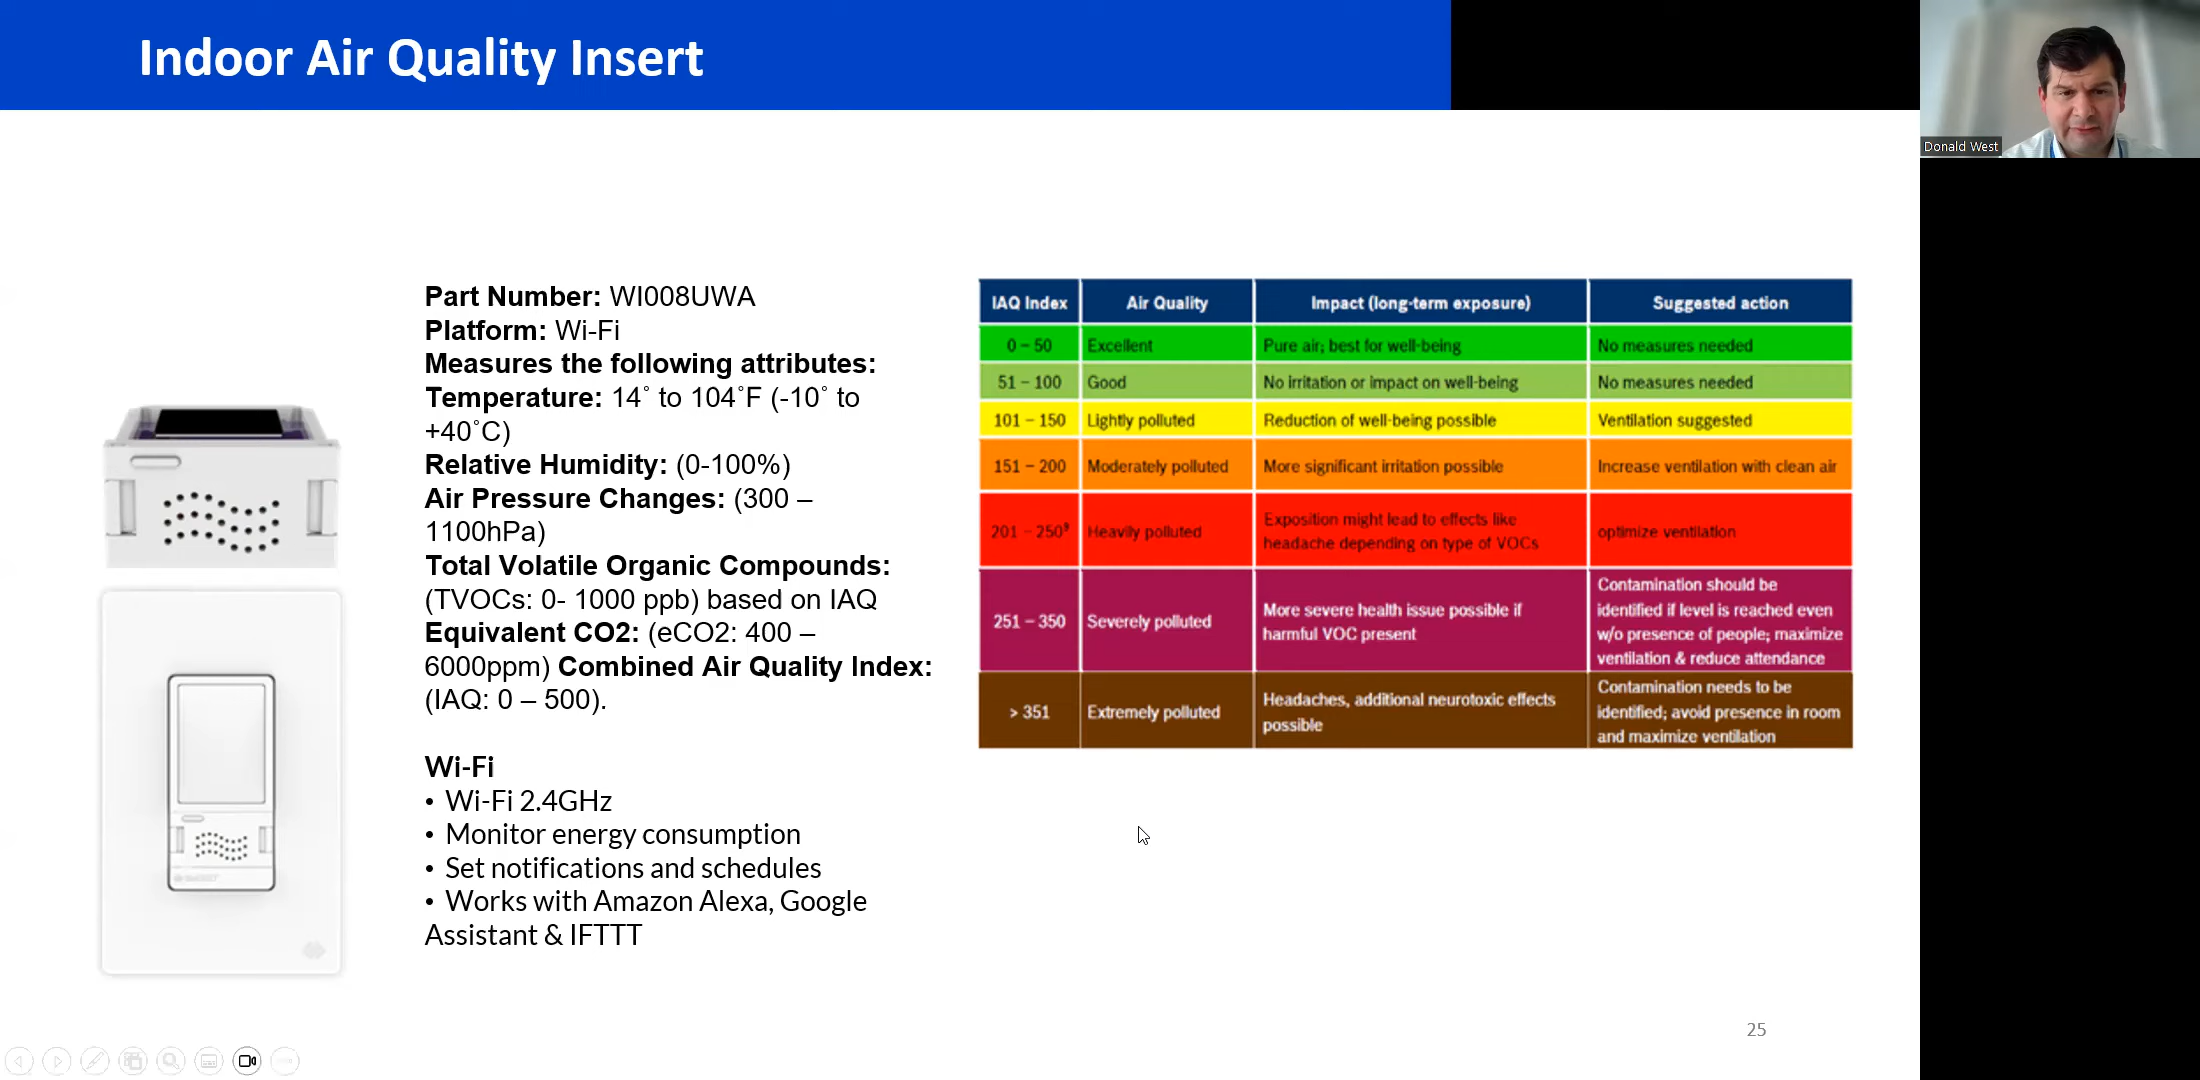 Indoor Air Quality Insert
Donald West
Part Number: WI008UWA
Platform: Wi-Fi
Measures the following attributes:
Temperature: 14˚ to 104˚F (-10˚ to
+40˚C)
Relative Humidity: (0-100%)
Air Pressure Changes: (300 –
1100hPa)
Total Volatile Organic Compounds:
(TVOCs: 0- 1000 ppb) based on IAQ
Equivalent CO2: (eCO2: 400 –
6000ppm) Combined Air Quality Index:
(IAQ: 0 – 500).
Wi-Fi
• Wi-Fi 2.4GHz
• Monitor energy consumption
• Set notifications and schedules
• Works with Amazon Alexa, Google
Assistant & IFTTT
IAQ Index Air Quality Impact (long-term exposure) Suggested action
0 – 50 Excellent Pure air; best for well-being No measures needed
51 – 100 Good No irritation or impact on well-being No measures needed
101 – 150 Lightly polluted Reduction of well-being possible Ventilation suggested
151 – 200 Moderately polluted More significant irritation possible Increase ventilation with clean air
201 – 250⁹ Heavily polluted Exposition might lead to effects like
headache depending on type of VOCs
optimize ventilation
251 – 350 Severely polluted More severe health issue possible if
harmful VOC present
Contamination should be
identified if level is reached even
w/o presence of people; maximize
ventilation & reduce attendance
> 351 Extremely polluted Headaches, additional neurotoxic effects
possible
Contamination needs to be
identified; avoid presence in room
and maximize ventilation
25